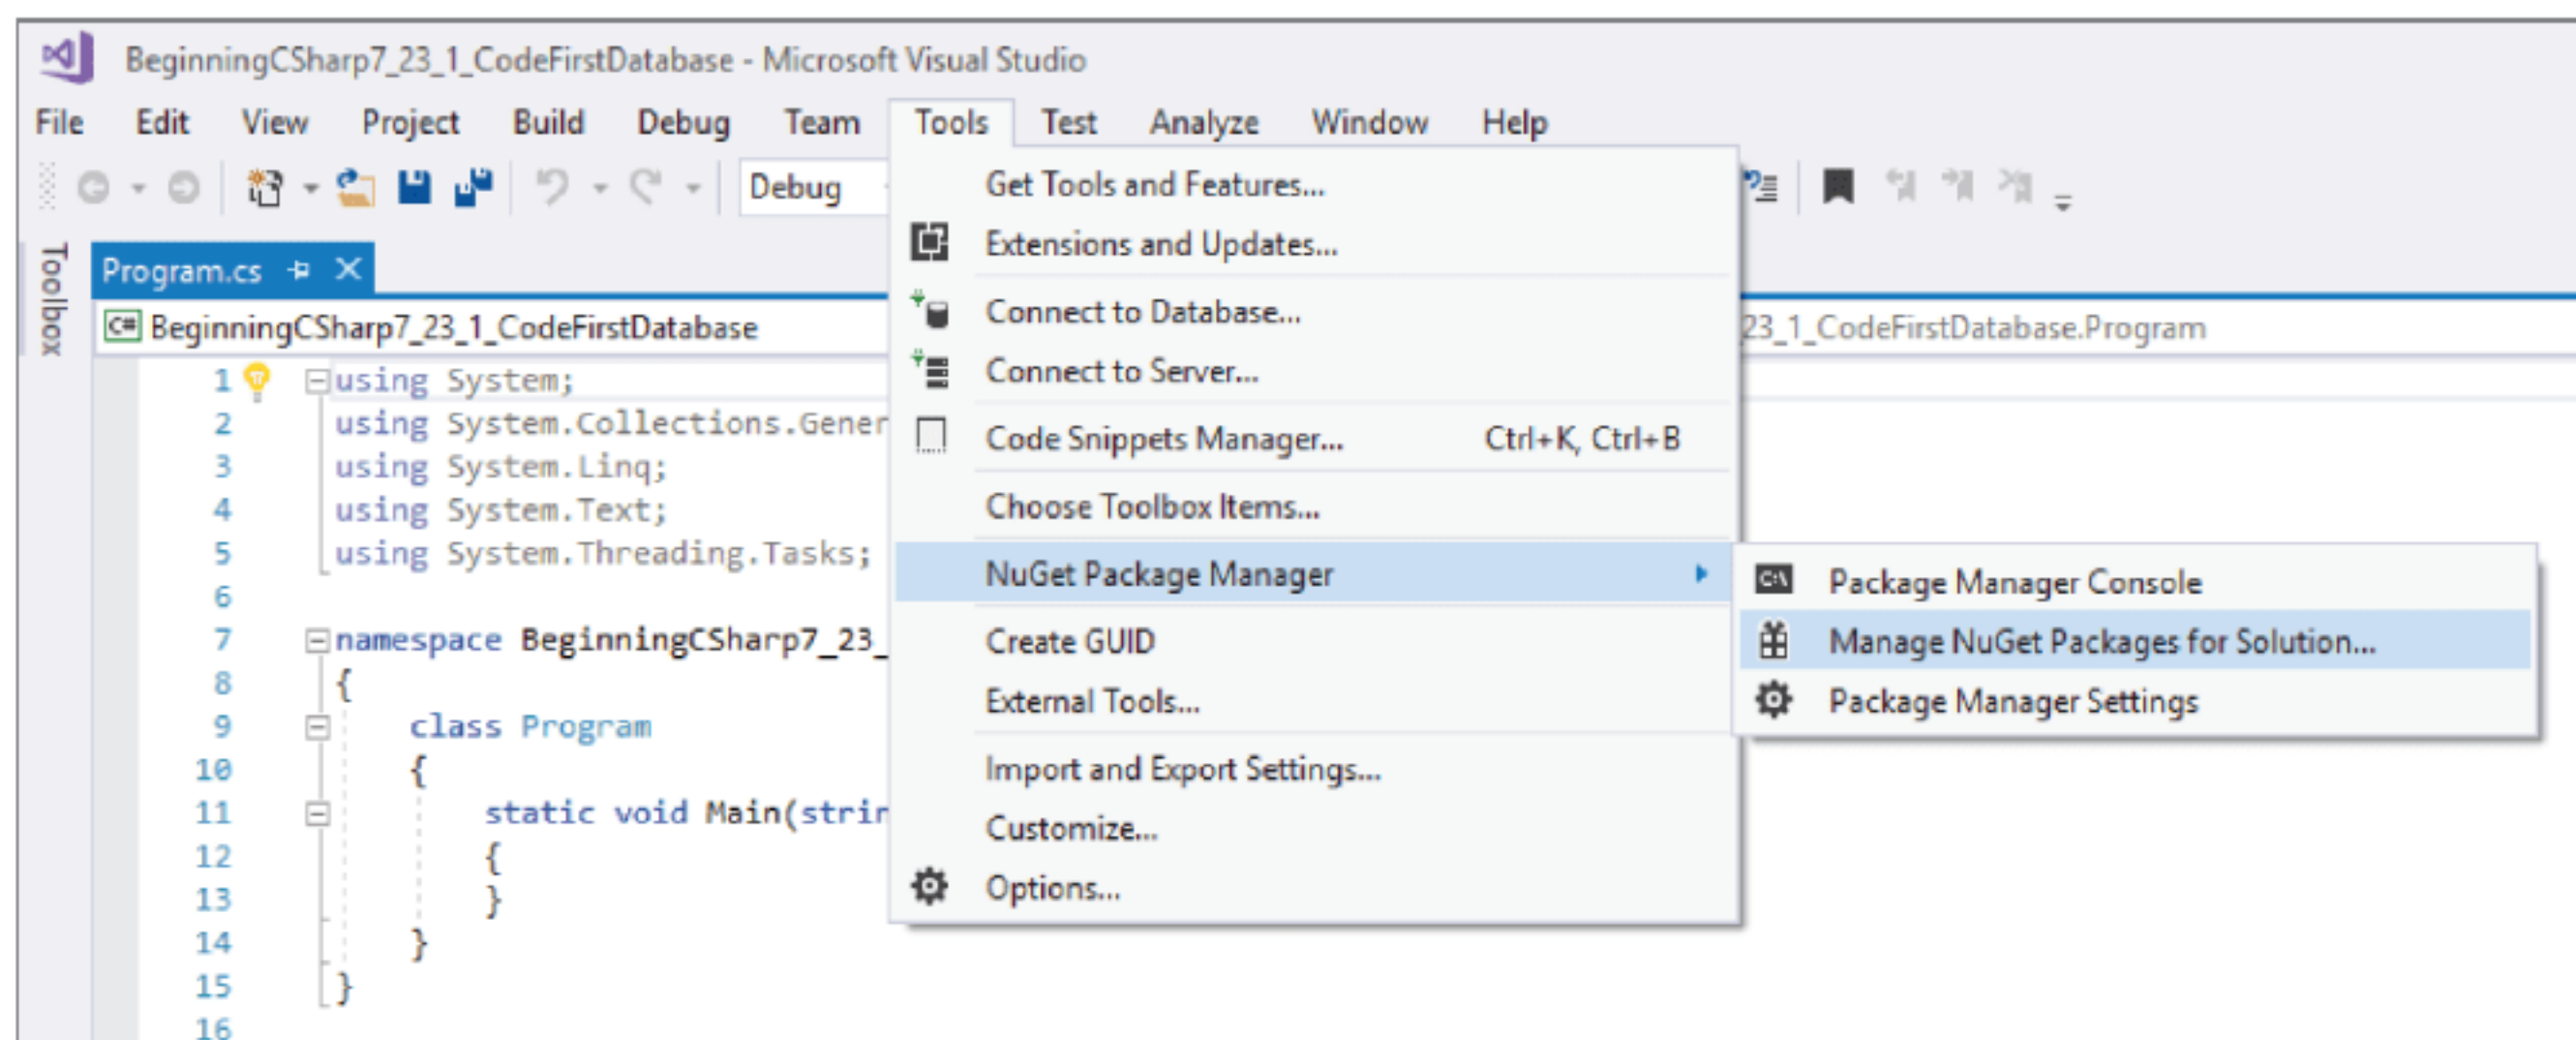 BeginningCSharp7_23_1_CodeFirstDatabase - Microsoft Visual Studio
File Edit View Project Build Debug Team Tools Test Analyze Window Help
Debug
Toolbox
Program.cs
C# BeginningCSharp7_23_1_CodeFirstDatabase
23_1_CodeFirstDatabase.Program
1 using System;
2 using System.Collections.Gener
3 using System.Linq;
4 using System.Text;
5 using System.Threading.Tasks;
6
7 namespace BeginningCSharp7_23_
8 {
9 class Program
10 {
11 static void Main(strin
12 {
13 }
14 }
15 }
16
Get Tools and Features...
Extensions and Updates...
Connect to Database...
Connect to Server...
Code Snippets Manager... Ctrl+K, Ctrl+B
Choose Toolbox Items...
NuGet Package Manager
Create GUID
External Tools...
Import and Export Settings...
Customize...
Options...
C:\ Package Manager Console
Manage NuGet Packages for Solution...
Package Manager Settings